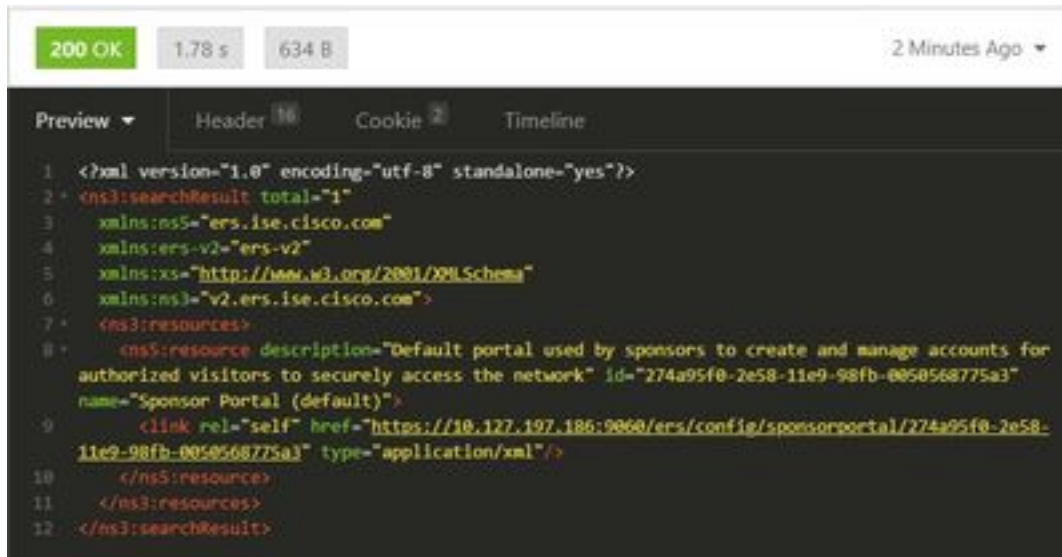 200 OK 1.78 s 634 B 2 Minutes Ago
Preview Header 16 Cookie 2 Timeline
1 <?xml version="1.0" encoding="utf-8" standalone="yes"?>
2 <ns3:searchResult total="1"
3 xmlns:ns5="ers.ise.cisco.com"
4 xmlns:ers-v2="ers-v2"
5 xmlns:xs="http://www.w3.org/2001/XMLSchema"
6 xmlns:ns3="v2.ers.ise.cisco.com">
7 <ns3:resources>
8 <ns5:resource description="Default portal used by sponsors to create and manage accounts for
authorized visitors to securely access the network" id="274a95f0-2e58-11e9-98fb-0050568775a3"
name="Sponsor Portal (default)">
9 <link rel="self" href="https://10.127.197.186:9060/ers/config/sponsorportal/274a95f0-2e58-
11e9-98fb-0050568775a3" type="application/xml"/>
10 </ns5:resource>
11 </ns3:resources>
12 </ns3:searchResult>